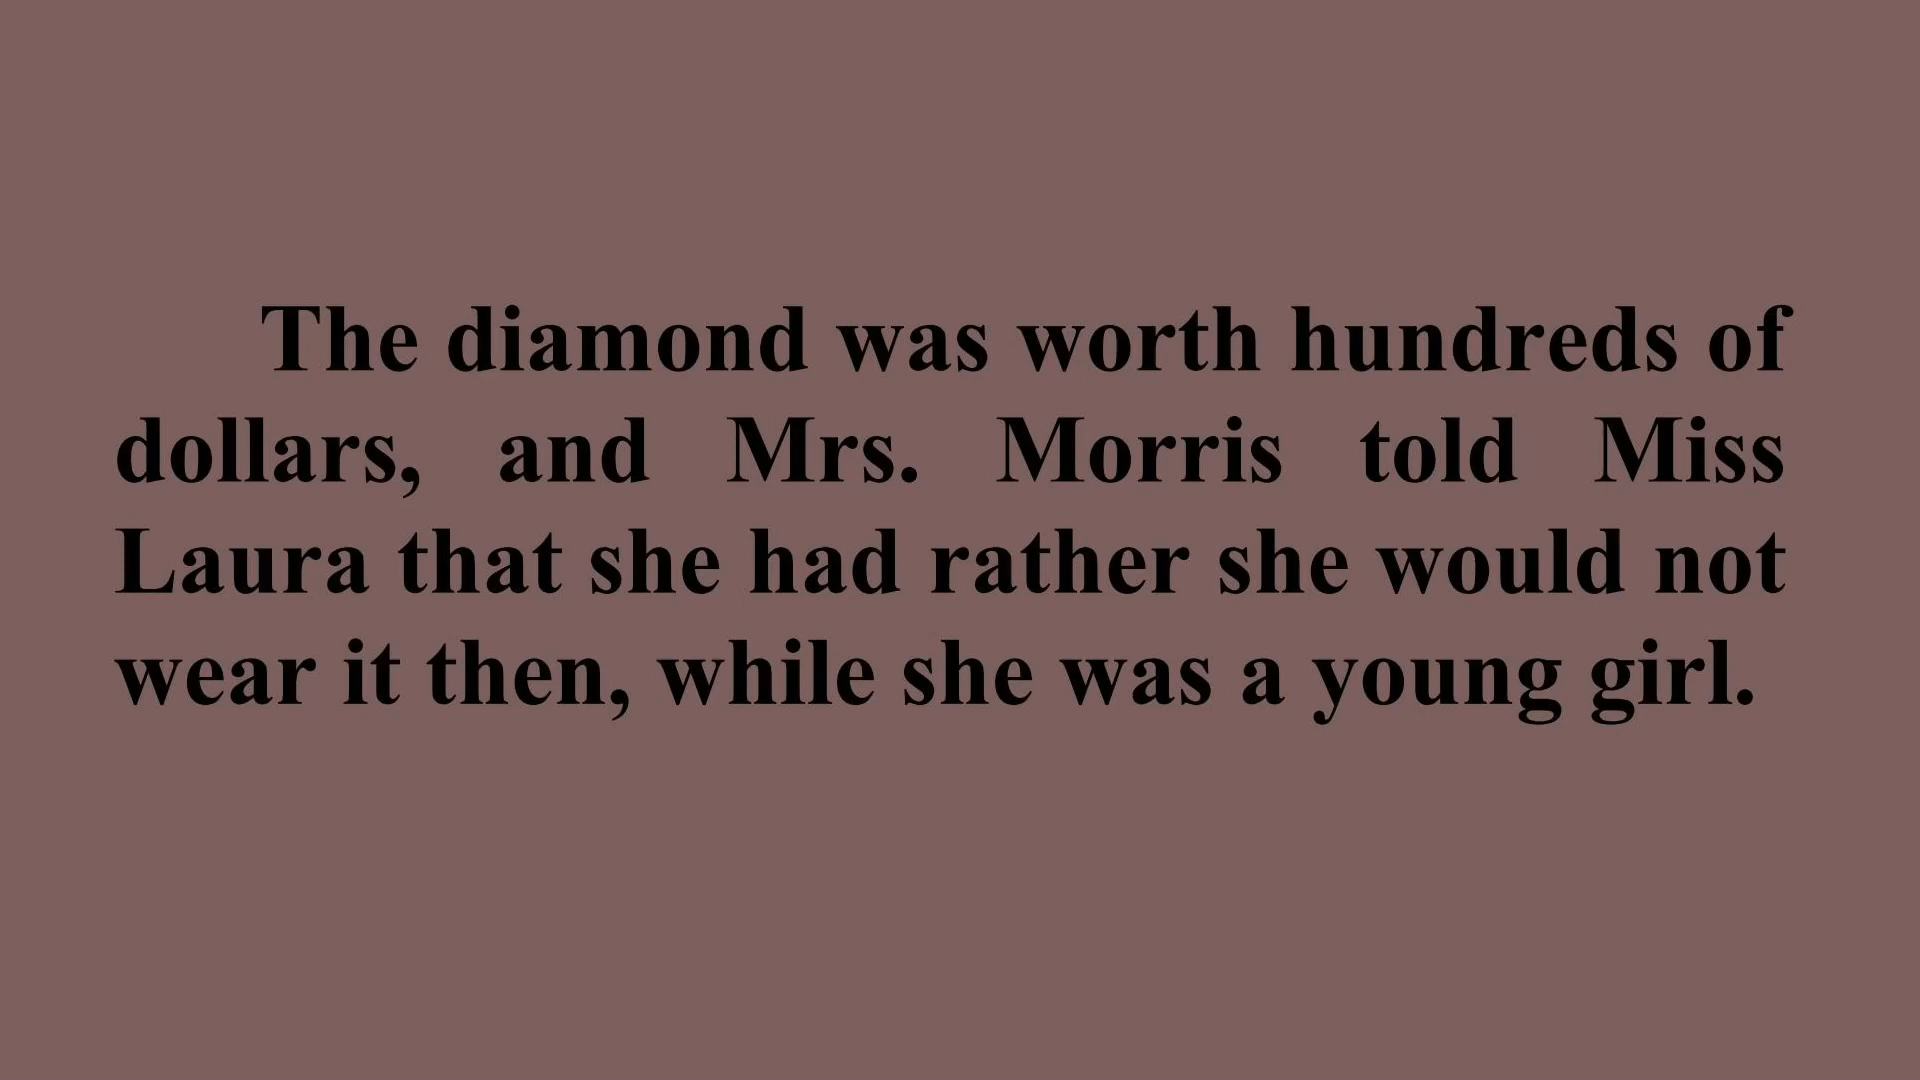 The diamond was worth hundreds of
dollars, and Mrs. Morris told Miss
Laura that she had rather she would not
wear it then, while she was a young girl.